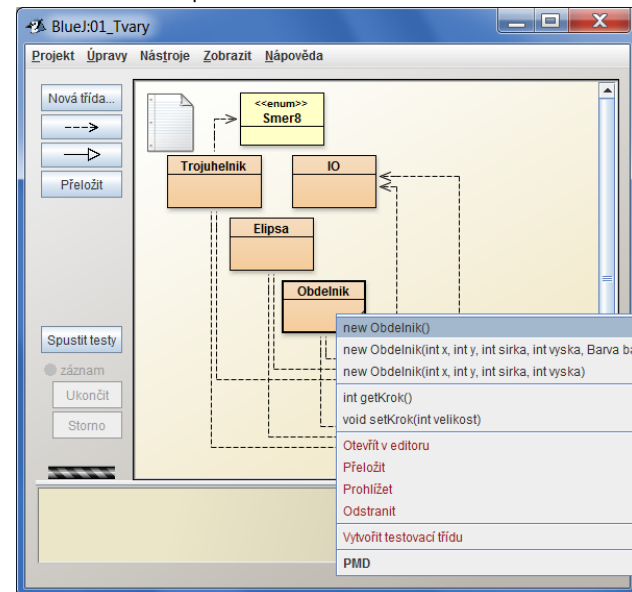 BlueJ:01_Tvary
Projekt Úpravy Nástroje Zobrazit Nápověda
Nová třída...
Přeložit
<<enum>>
Smer8
Trojuhelnik
IO
Elipsa
Obdelnik
new Obdelnik()
new Obdelnik(int x, int y, int sirka, int vyska, Barva ba
new Obdelnik(int x, int y, int sirka, int vyska)
int getKrok()
void setKrok(int velikost)
Otevřít v editoru
Přeložit
Prohlížet
Odstranit
Vytvořit testovací třídu
PMD
Spustit testy
záznam
Ukončit
Storno